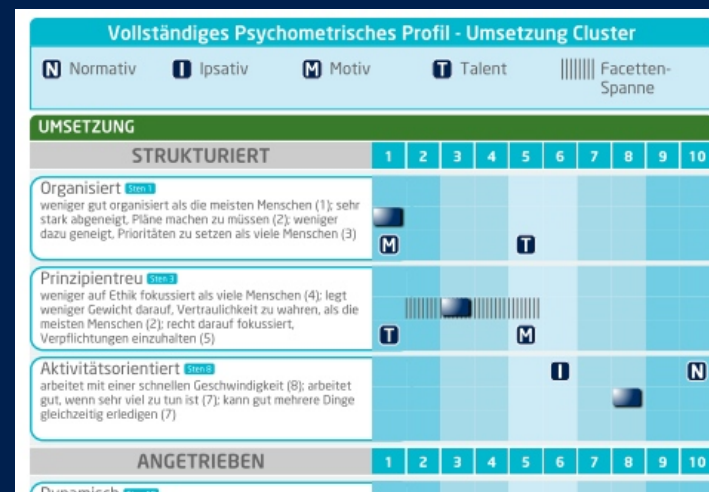 Vollständiges Psychometrisches Profil - Umsetzung Cluster
N Normativ I Ipsativ M Motiv T Talent Facetten-
Spanne
UMSETZUNG
STRUKTURIERT 1 2 3 4 5 6 7 8 9 10
Organisiert Sten 1
weniger gut organisiert als die meisten Menschen (1); sehr
stark abgeneigt, Pläne machen zu müssen (2); weniger
dazu geneigt, Prioritäten zu setzen als viele Menschen (3)
M T
Prinzipientreu Sten 3
weniger auf Ethik fokussiert als viele Menschen (4); legt
weniger Gewicht darauf, Vertraulichkeit zu wahren, als die
meisten Menschen (2); recht darauf fokussiert,
Verpflichtungen einzuhalten (5)
T M
Aktivitätsorientiert Sten 8 I N
arbeitet mit einer schnellen Geschwindigkeit (8); arbeitet
gut, wenn sehr viel zu tun ist (7); kann gut mehrere Dinge
gleichzeitig erledigen (7)
ANGETRIEBEN 1 2 3 4 5 6 7 8 9 10
Dynamisch